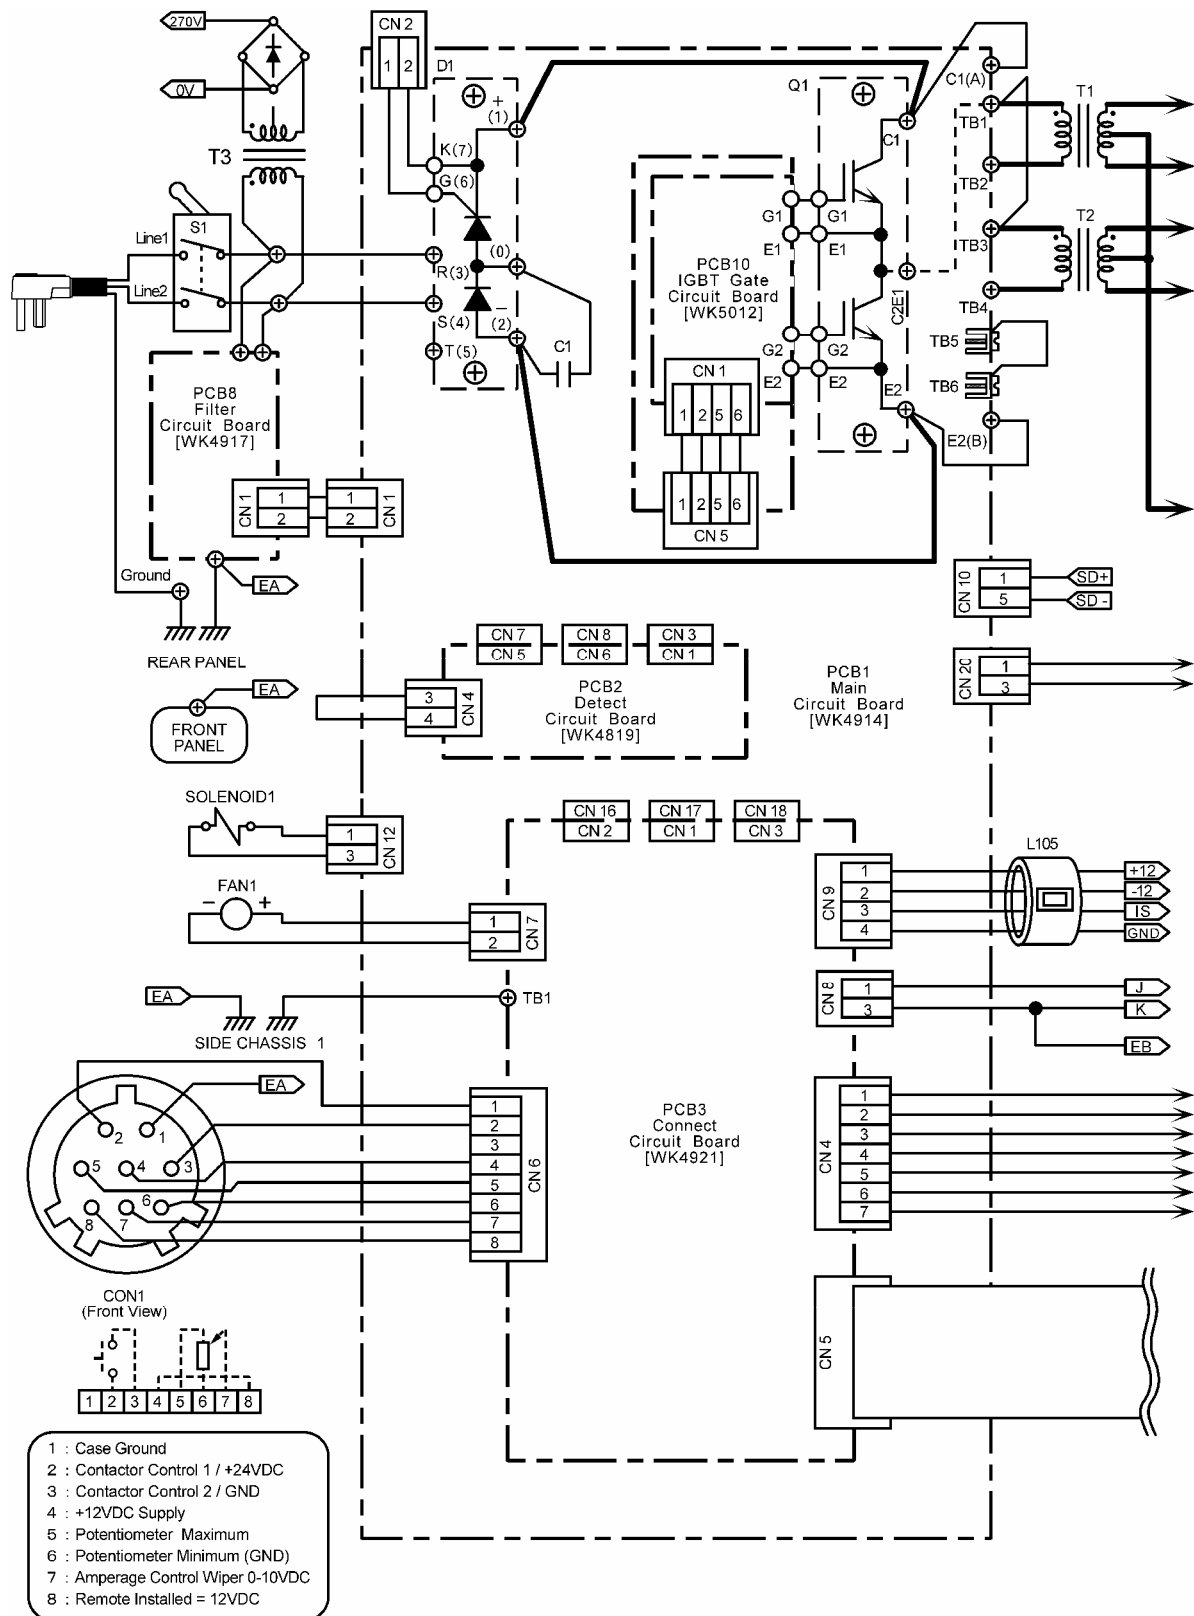 270V
CN 2
1 2
0V
D1
+
(1)
K(7)
G(6)
T3
S1
Line1
Line2
(0)
R(3)
S(4)
−
(2)
T(5)
C1
Q1
C1
C1(A)
TB1
TB2
TB3
TB4
TB5
TB6
E2(B)
T1
T2
G1
G1
E1
E1
C2E1
G2
G2
E2
E2
E2
PCB10
IGBT Gate
Circuit Board
[WK5012]
CN 1
1 2 5 6
1 2 5 6
CN 5
PCB8
Filter
Circuit Board
[WK4917]
CN 1
1
2
1
2
CN 1
Ground
EA
REAR PANEL
EA
FRONT
PANEL
CN 10
1
5
SD+
SD -
CN 20
1
3
CN 7
CN 5
CN 8
CN 6
CN 3
CN 1
3
4
CN 4
PCB2
Detect
Circuit Board
[WK4819]
PCB1
Main
Circuit Board
[WK4914]
SOLENOID1
1
3
CN 12
CN 16
CN 2
CN 17
CN 1
CN 18
CN 3
FAN1
−
+
1
2
CN 7
L105
CN 9
1
2
3
4
+12
-12
IS
GND
CN 8
1
3
J
K
EB
EA
TB1
SIDE CHASSIS 1
EA
2
1
5
4
3
8
7
6
1
2
3
4
5
6
7
8
CN 6
PCB3
Connect
Circuit Board
[WK4921]
CN 4
1
2
3
4
5
6
7
CN 5
CON1
(Front View)
1 2 3 4 5 6 7 8
1 : Case Ground
2 : Contactor Control 1 / +24VDC
3 : Contactor Control 2 / GND
4 : +12VDC Supply
5 : Potentiometer Maximum
6 : Potentiometer Minimum (GND)
7 : Amperage Control Wiper 0-10VDC
8 : Remote Installed = 12VDC